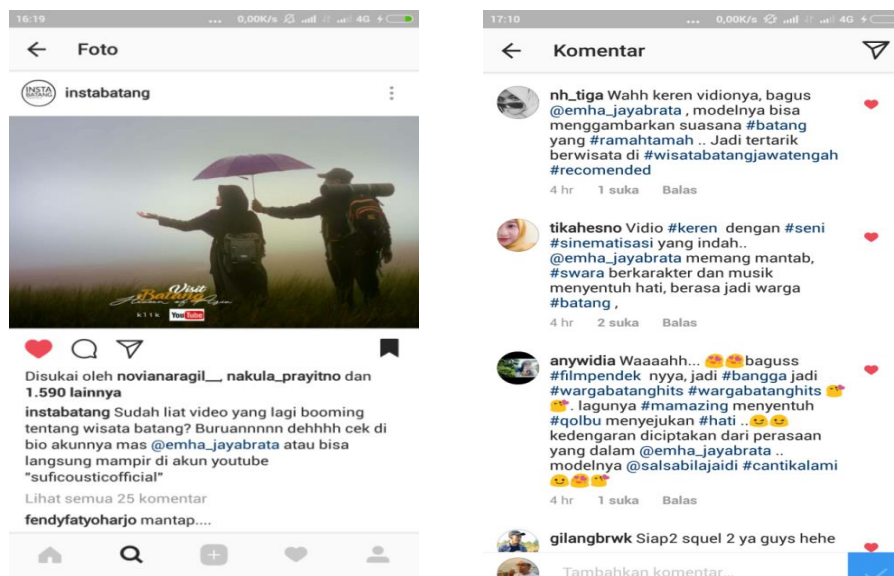 16:19
... 0,00K/s 4G
Foto
INSTA
BATANG
instabatang
Visit
Batang
Heaven of Asia
klik YouTube
Disukai oleh novianaragil__, nakula_prayitno dan
1.590 lainnya
instabatang Sudah liat video yang lagi booming
tentang wisata batang? Buruannnnn dehhhh cek di
bio akunnya mas @emha_jayabrata atau bisa
langsung mampir di akun youtube
"suficousticofficial"
Lihat semua 25 komentar
fendyfatyoharjo mantap....
17:10
... 0,00K/s 4G
Komentar
nh_tiga Wahh keren vidionya, bagus
@emha_jayabrata , modelnya bisa
menggambarkan suasana #batang
yang #ramahtamah .. Jadi tertarik
berwisata di #wisatabatangjawatengah
#recomended
4 hr 1 suka Balas
tikahesno Vidio #keren dengan #seni
#sinematisasi yang indah..
@emha_jayabrata memang mantab,
#swara berkarakter dan musik
menyentuh hati, berasa jadi warga
#batang ,
4 hr 2 suka Balas
anywidia Waaaahh... 😍😍baguss
#filmpendek nyya, jadi #bangga jadi
#wargabatanghits #wargabatanghits 😘
😘. lagunya #mamazing menyentuh
#qolbu menyejukan #hati ..😉😉
kedengaran diciptakan dari perasaan
yang dalam @emha_jayabrata ..
modelnya @salsabilajaidi #cantikalami
😉😍😘
4 hr 1 suka Balas
gilangbrwk Siap2 squel 2 ya guys hehe
Tambahkan komentar...